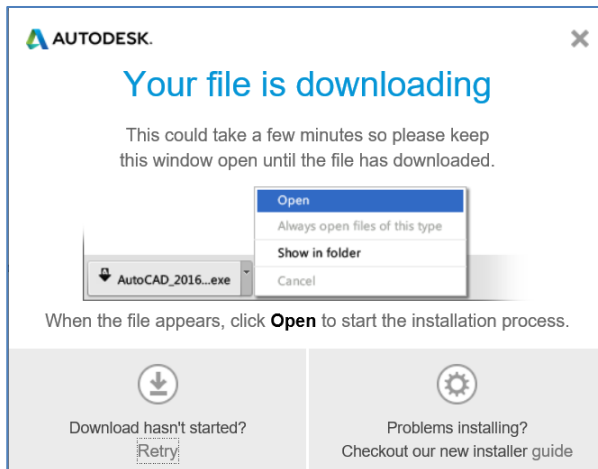 AUTODESK.
Your file is downloading
This could take a few minutes so please keep
this window open until the file has downloaded.
Open
Always open files of this type
Show in folder
Cancel
AutoCAD_2016...exe
When the file appears, click Open to start the installation process.
Download hasn't started?
Retry
Problems installing?
Checkout our new installer guide